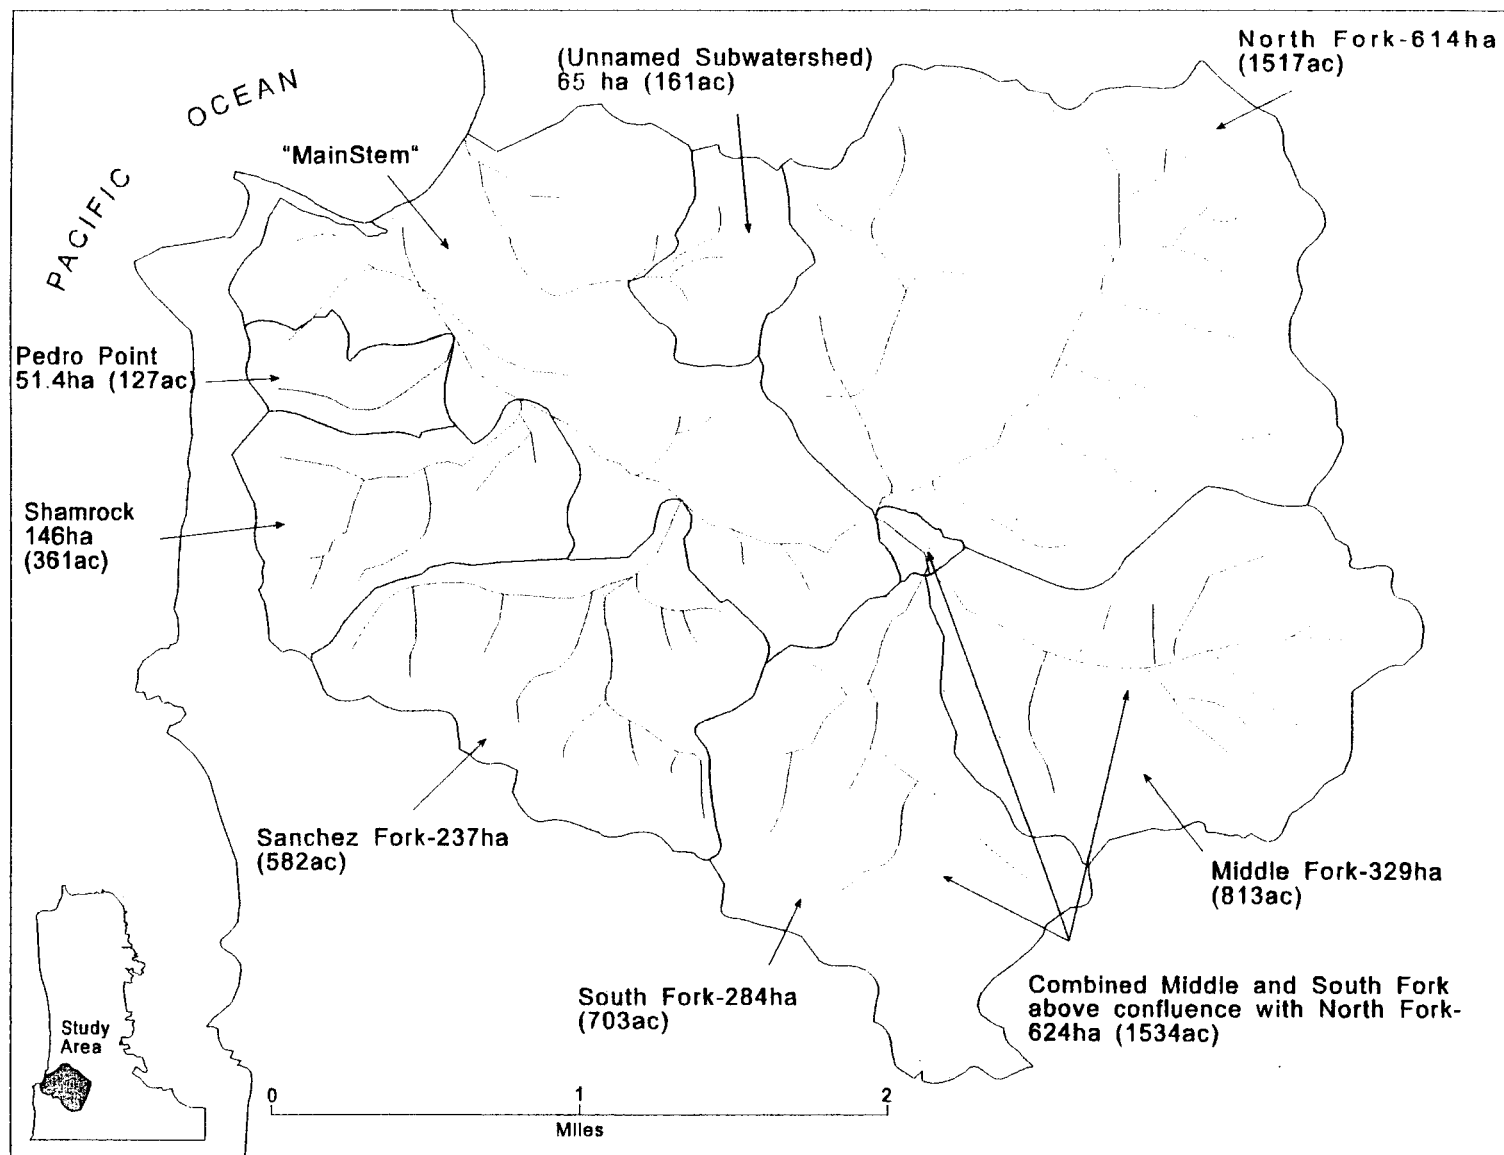 North Fork-614ha
(1517ac)
(Unnamed Subwatershed)
65 ha (161ac)
PACIFIC OCEAN
"MainStem"
Pedro Point
51.4ha (127ac)
Shamrock
146ha
(361ac)
Sanchez Fork-237ha
(582ac)
Middle Fork-329ha
(813ac)
South Fork-284ha
(703ac)
Combined Middle and South Fork
above confluence with North Fork-
624ha (1534ac)
Study
Area
0 1 2
Miles